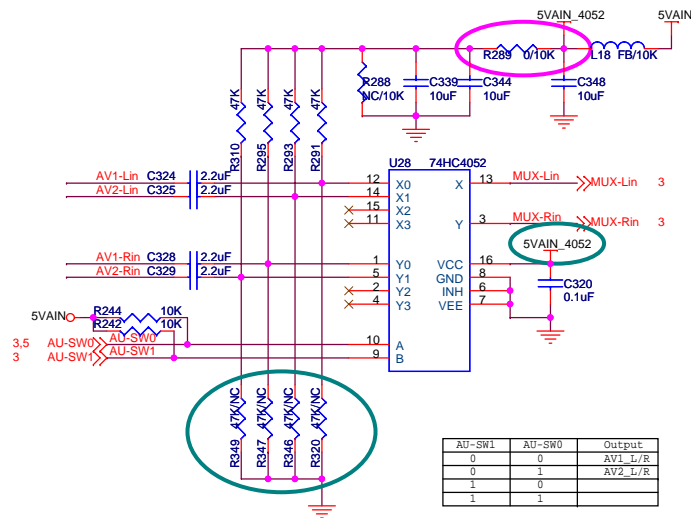 5VAIN_4052
5VAIN
R289 0/10K
L18 FB/10K
R288
NC/10K
C339
10uF
C344
10uF
C348
10uF
47K
47K
47K
47K
R310
R295
R293
R291
U28 74HC4052
AV1-Lin C324 2.2uF
AV2-Lin C325 2.2uF
12 X0
14 X1
15 X2
11 X3
X 13 MUX-Lin MUX-Lin 3
Y 3 MUX-Rin MUX-Rin 3
5VAIN_4052
AV1-Rin C328 2.2uF
AV2-Rin C329 2.2uF
1 Y0
5 Y1
2 Y2
4 Y3
VCC 16
GND 8
INH 6
VEE 7
C320
0.1uF
5VAIN
R244 10K
R242 10K
3,5 AU-SW0 AU-SW0
3 AU-SW1 AU-SW1
10 A
9 B
47K/NC
47K/NC
47K/NC
47K/NC
R349
R347
R346
R320
AU-SW1 AU-SW0 Output
0 0 AV1_L/R
0 1 AV2_L/R
1 0
1 1